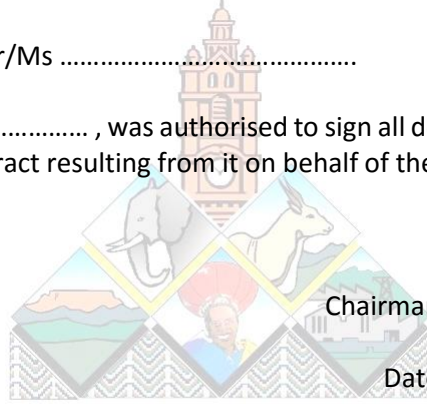 r/Ms ……………………………………….
…………… , was authorised to sign all d
ract resulting from it on behalf of the
Chairma
Dat